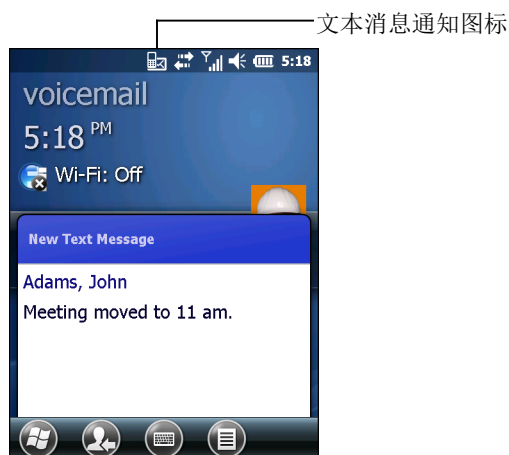 文本消息通知图标
5:18
voicemail
5:18 PM
Wi-Fi: Off
New Text Message
Adams, John
Meeting moved to 11 am.